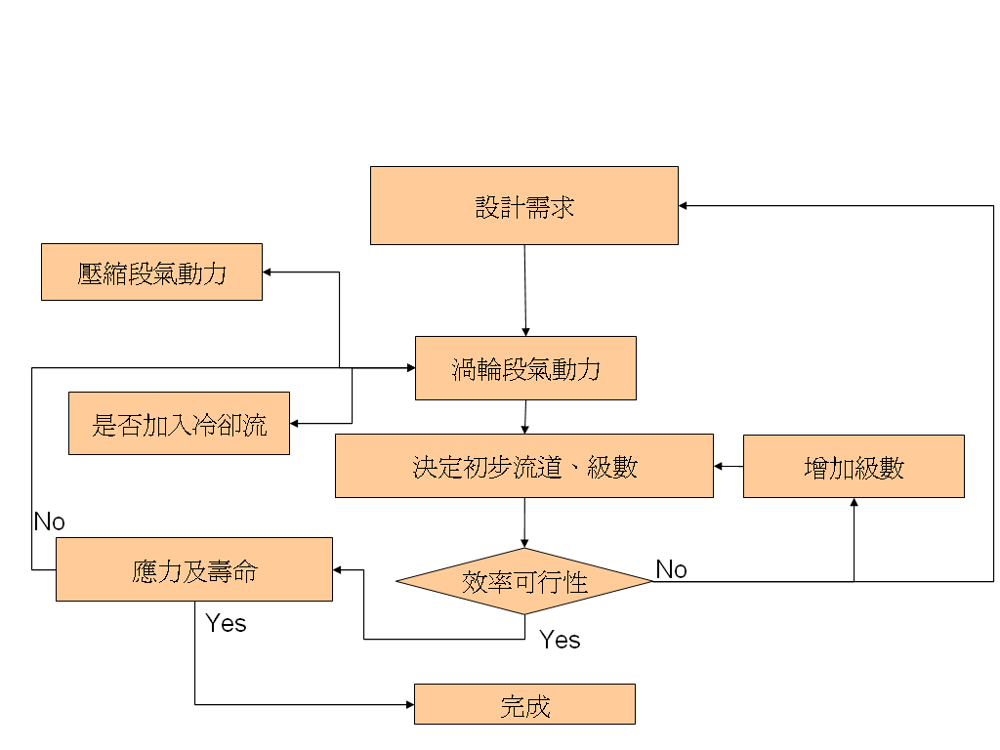 設計需求
壓縮段氣動力
渦輪段氣動力
是否加入冷卻流
決定初步流道、級數
增加級數
No
應力及壽命
效率可行性
No
Yes
Yes
完成